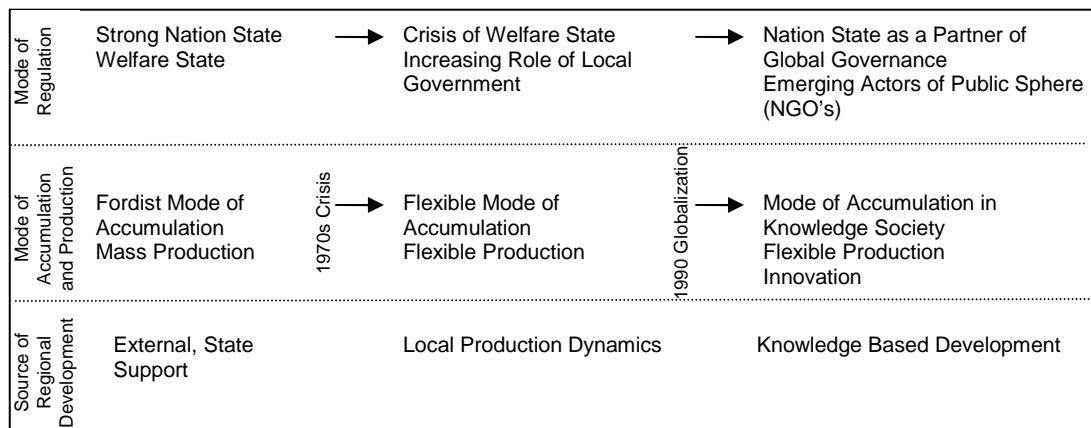 Mode of
Regulation
Strong Nation State
Welfare State
Crisis of Welfare State
Increasing Role of Local
Government
Nation State as a Partner of
Global Governance
Emerging Actors of Public Sphere
(NGO's)
Mode of
Accumulation
and Production
Fordist Mode of
Accumulation
Mass Production
1970s Crisis
Flexible Mode of
Accumulation
Flexible Production
1990 Globalization
Mode of Accumulation in
Knowledge Society
Flexible Production
Innovation
Source of
Regional
Development
External, State
Support
Local Production Dynamics
Knowledge Based Development